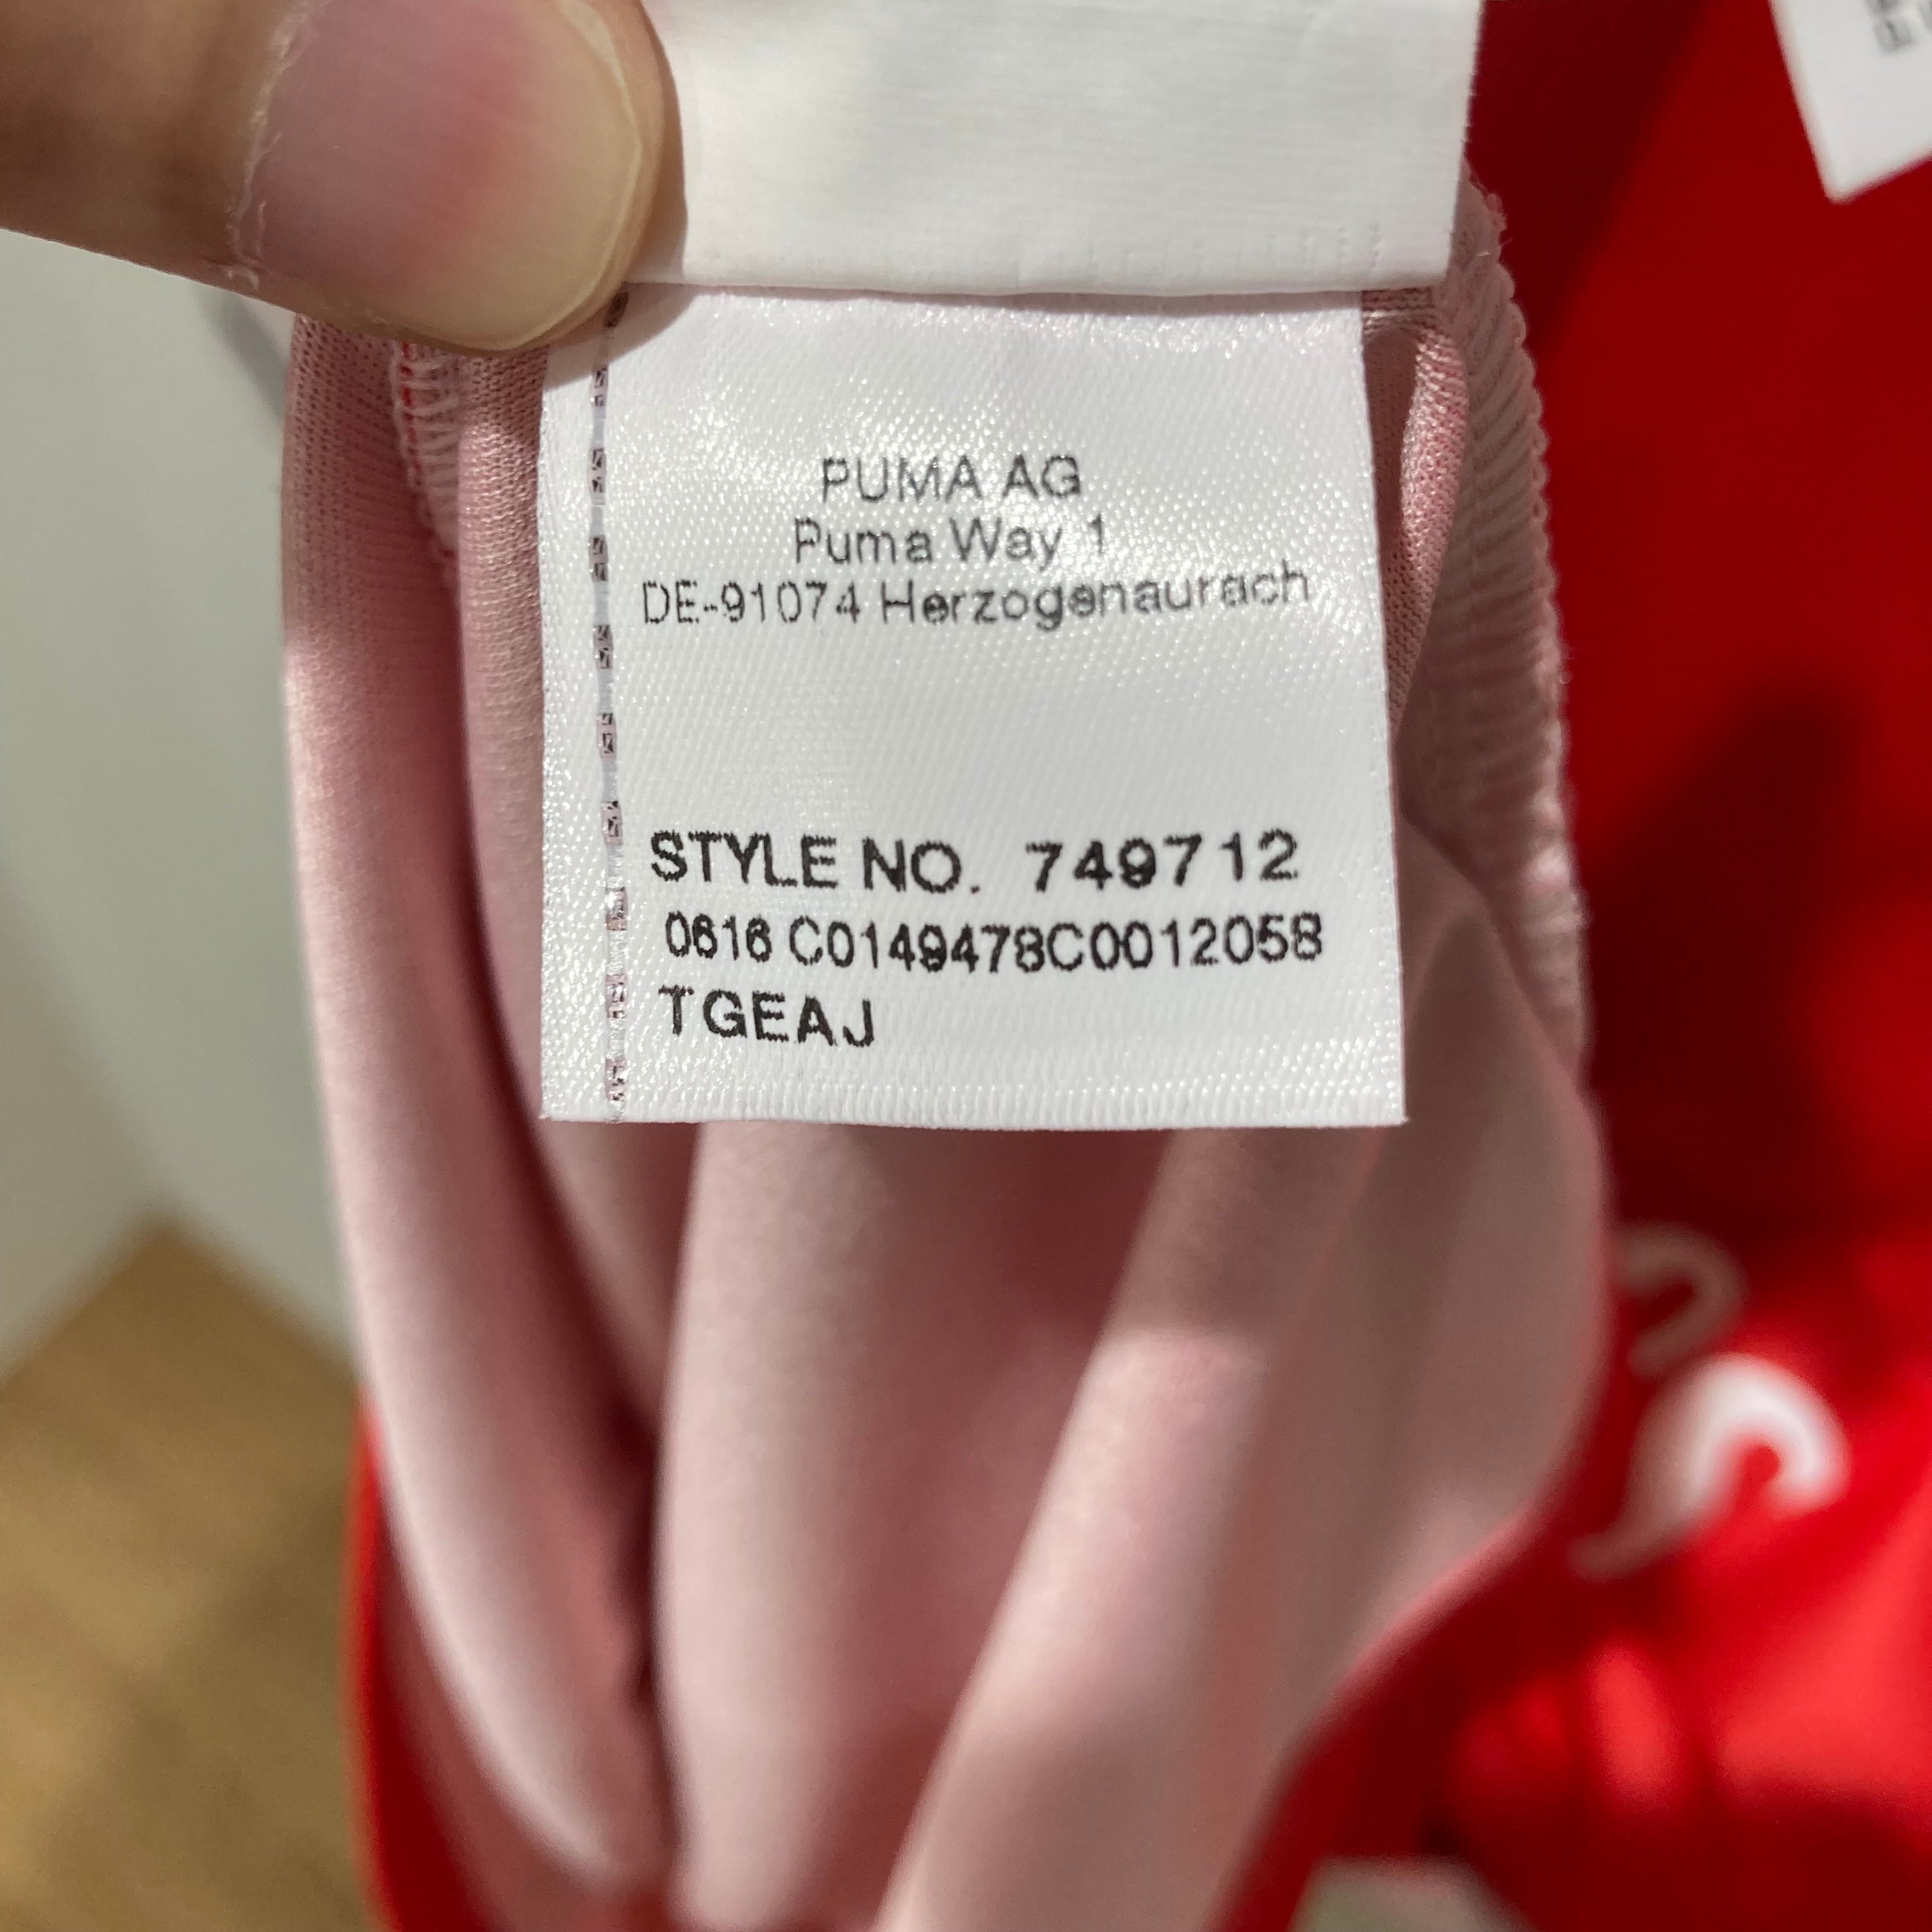 PUMA AG
Puma Way 1
DE-91074 Herzogenaurach
STYLE NO. 749712
0616 C0149478C0012058
TGEAJ